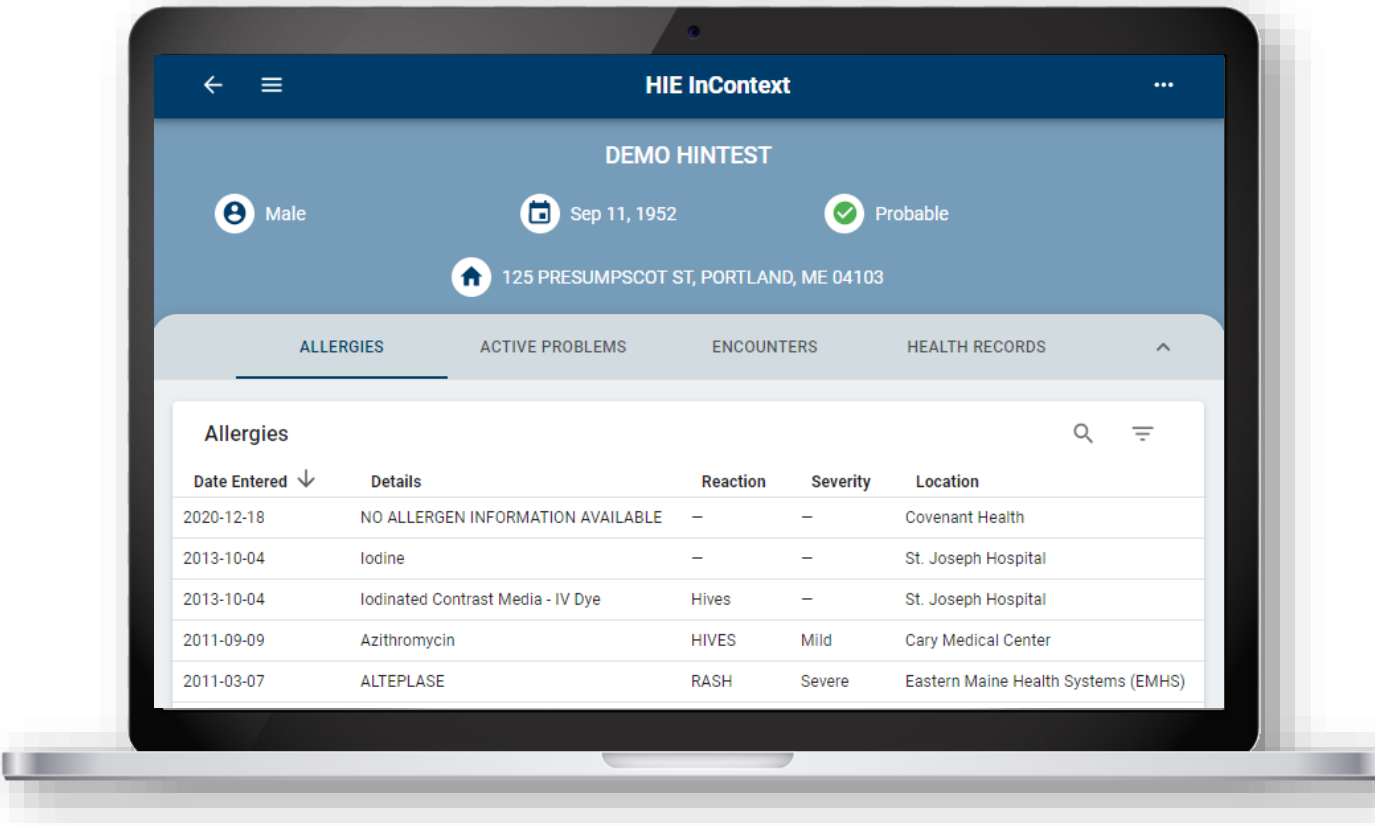 HIE InContext
DEMO HINTEST
Male Sep 11, 1952 Probable
125 PRESUMPSCOT ST, PORTLAND, ME 04103
ALLERGIES ACTIVE PROBLEMS ENCOUNTERS HEALTH RECORDS
Allergies
Date Entered Details Reaction Severity Location
2020-12-18 NO ALLERGEN INFORMATION AVAILABLE – – Covenant Health
2013-10-04 Iodine – – St. Joseph Hospital
2013-10-04 Iodinated Contrast Media - IV Dye Hives – St. Joseph Hospital
2011-09-09 Azithromycin HIVES Mild Cary Medical Center
2011-03-07 ALTEPLASE RASH Severe Eastern Maine Health Systems (EMHS)